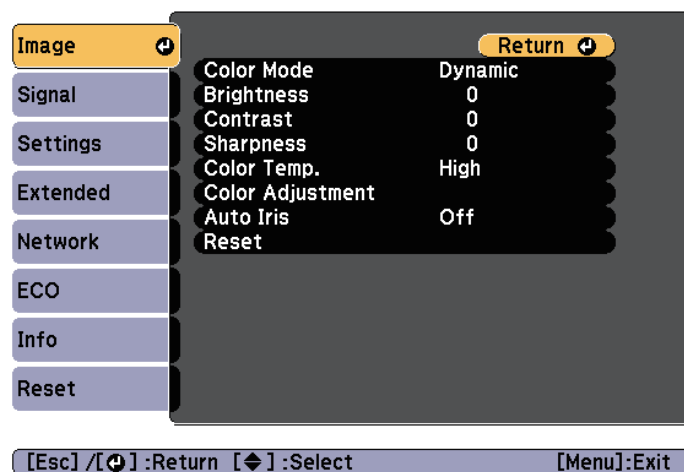 Image
Signal
Settings
Extended
Network
ECO
Info
Reset
Return
Color Mode Dynamic
Brightness 0
Contrast 0
Sharpness 0
Color Temp. High
Color Adjustment
Auto Iris Off
Reset
[Esc] /[⏎] :Return [◆] :Select [Menu]:Exit